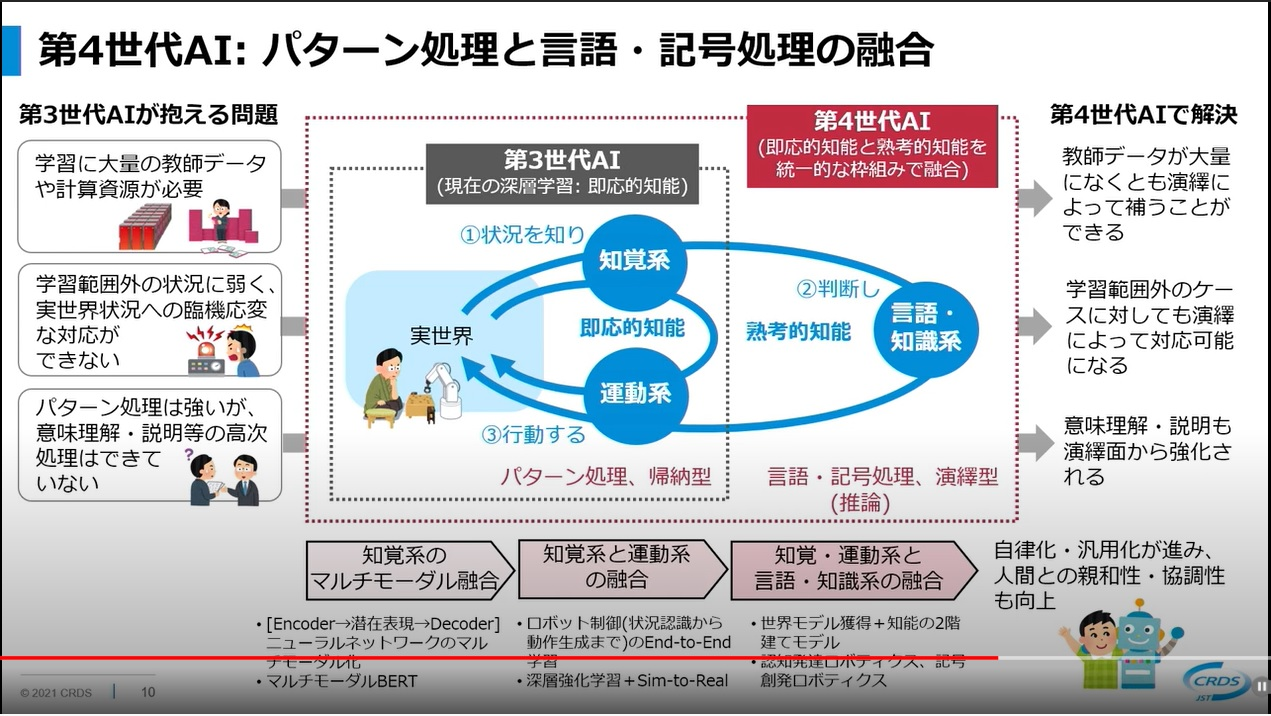 第4世代AI: パターン処理と言語・記号処理の融合
第3世代AIが抱える問題
学習に大量の教師データ
や計算資源が必要
学習範囲外の状況に弱く、
実世界状況への臨機応変
な対応が
できない
パターン処理は強いが、
意味理解・説明等の高次
処理はできて
いない
?
第4世代AI
(即応的知能と熟考的知能を
統一的な枠組みで融合)
第3世代AI
(現在の深層学習: 即応的知能)
①状況を知り
知覚系
②判断し
言語・
知識系
即応的知能
熟考的知能
実世界
運動系
③行動する
パターン処理、帰納型
言語・記号処理、演繹型
(推論)
第4世代AIで解決
教師データが大量
になくとも演繹に
よって補うことが
できる
学習範囲外のケー
スに対しても演繹
によって対応可能
になる
意味理解・説明も
演繹面から強化さ
れる
知覚系の
マルチモーダル融合
知覚系と運動系
の融合
知覚・運動系と
言語・知識系の融合
自律化・汎用化が進み、
人間との親和性・協調性
も向上
・[Encoder→潜在表現→Decoder]
ニューラルネットワークのマル
チモーダル化
・マルチモーダルBERT
・ロボット制御(状況認識から
動作生成まで)のEnd-to-End
学習
・深層強化学習＋Sim-to-Real
・世界モデル獲得＋知能の2階
建てモデル
・認知発達ロボティクス、記号
創発ロボティクス
© 2021 CRDS
10
CRDS
JST